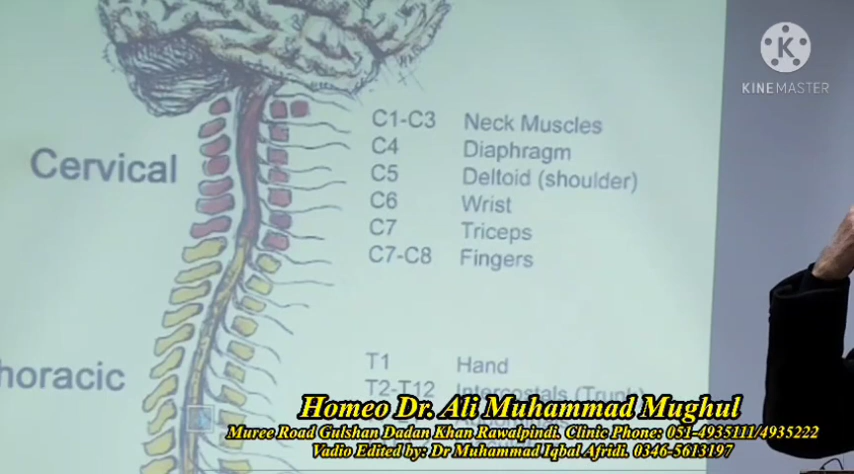 KINEMASTER
C1-C3 Neck Muscles
C4 Diaphragm
Cervical
C5 Deltoid (shoulder)
C6 Wrist
C7 Triceps
C7-C8 Fingers
T1 Hand
horacic
T2-T12 Intercostals (Trunk)
Homeo Dr. Ali Muhammad Mughul
Muree Road Gulshan Dadan Khan Rawalpindi. Clinic Phone: 051-4935111/4935222
Vadio Edited by: Dr Muhammad Iqbal Afridi. 0346-5613197